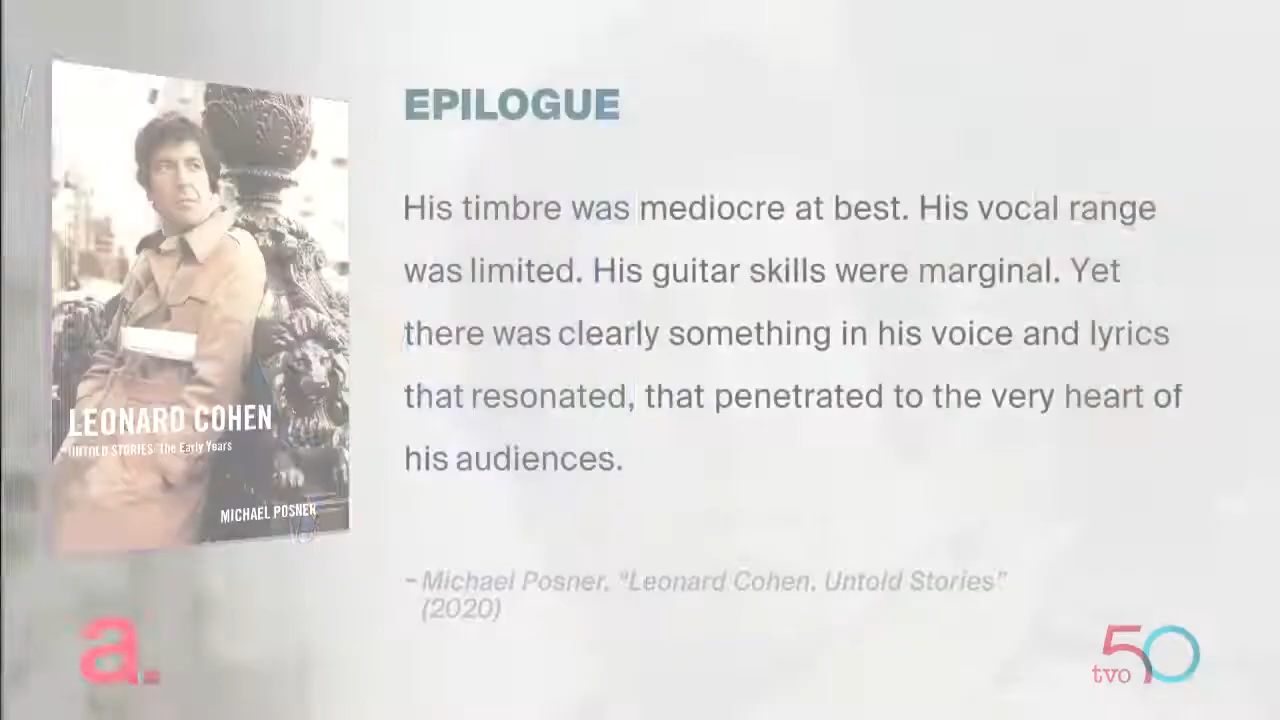 EPILOGUE
His timbre was mediocre at best. His vocal range
was limited. His guitar skills were marginal. Yet
there was clearly something in his voice and lyrics
that resonated, that penetrated to the very heart of
his audiences.
– Michael Posner, "Leonard Cohen, Untold Stories"
(2020)
LEONARD COHEN
UNTOLD STORIES: The Early Years
MICHAEL POSNER
a.
tvo 50